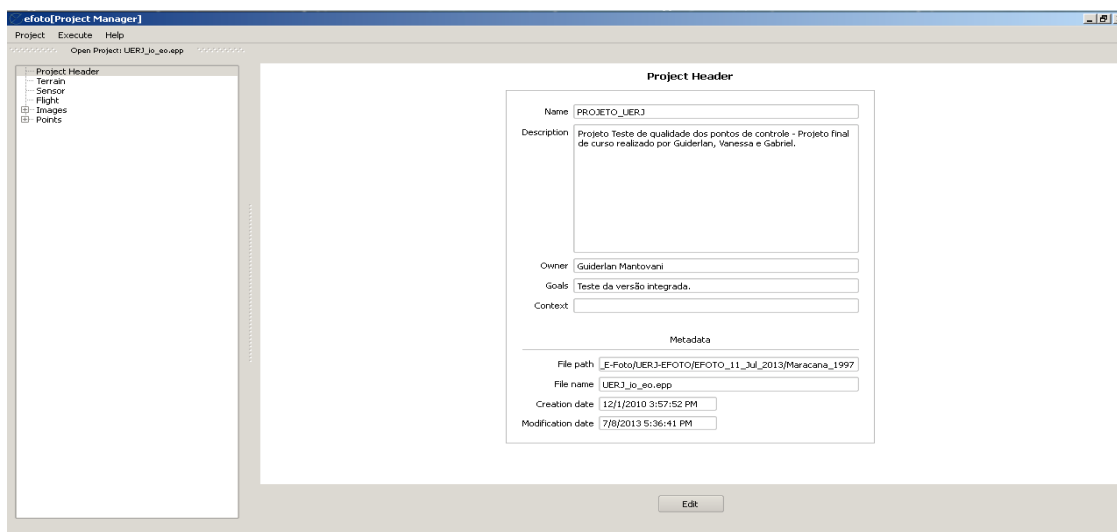 efoto[Project Manager]
Project Execute Help
Open Project: UERJ_io_eo.epp
Project Header
Terrain
Sensor
Flight
Images
Points
Project Header
Name PROJETO_UERJ
Description Projeto Teste de qualidade dos pontos de controle - Projeto final
de curso realizado por Guiderlan, Vanessa e Gabriel.
Owner Guiderlan Mantovani
Goals Teste da versão integrada.
Context
Metadata
File path _E-Foto/UERJ-EFOTO/EFOTO_11_Jul_2013/Maracana_1997
File name UERJ_io_eo.epp
Creation date 12/1/2010 3:57:52 PM
Modification date 7/8/2013 5:36:41 PM
Edit